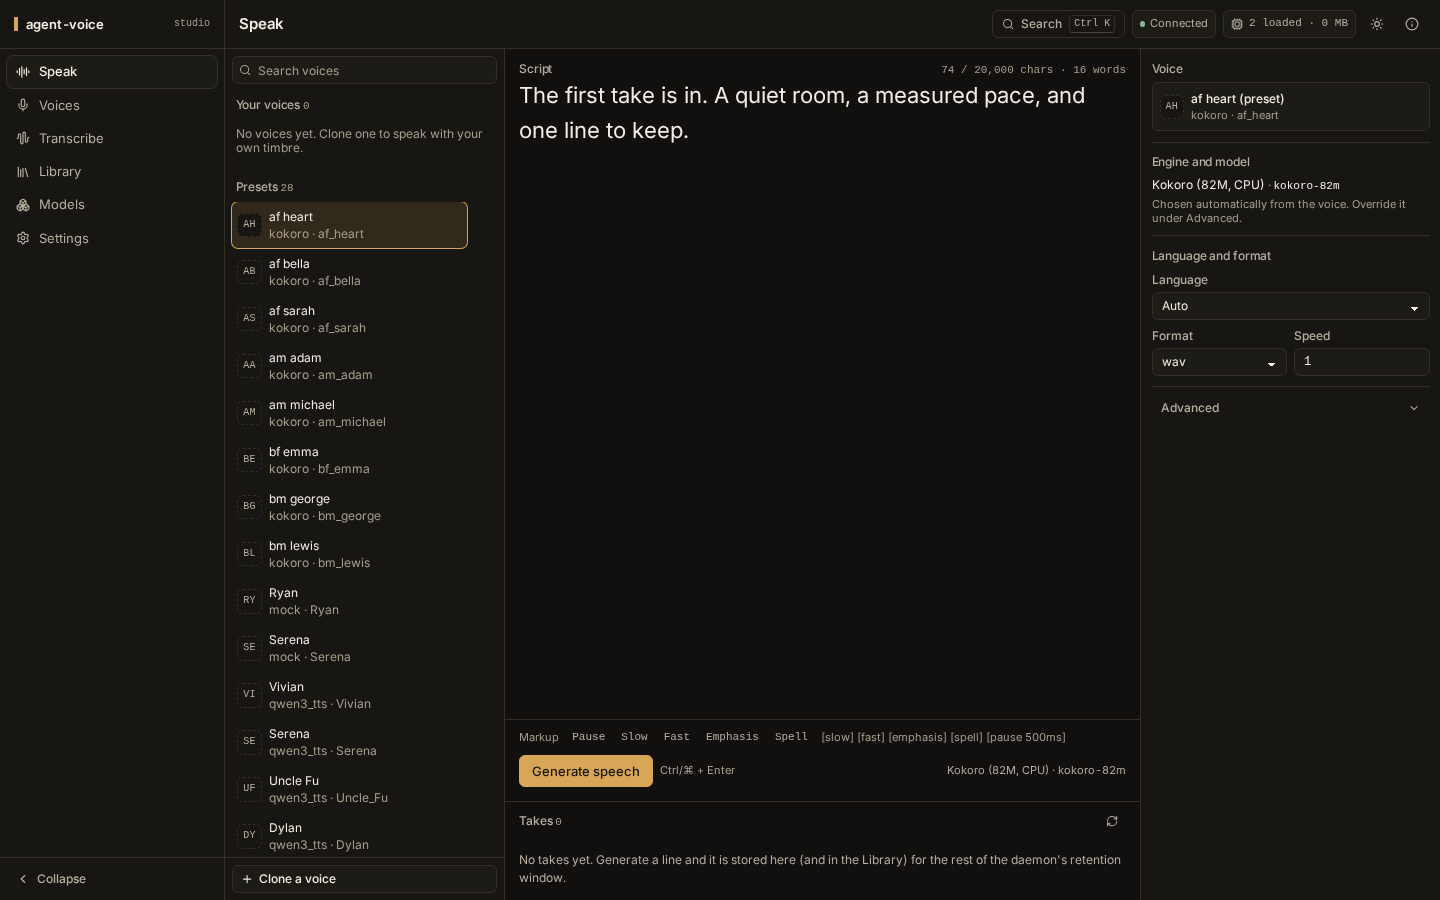 agent-voice
studio
Speak
Search
Ctrl K
Connected
2 loaded · 0 MB
Speak
Voices
Transcribe
Library
Models
Settings
Collapse
Search voices
Your voices 0
No voices yet. Clone one to speak with your
own timbre.
Presets 28
AH
af heart
kokoro · af_heart
AB
af bella
kokoro · af_bella
AS
af sarah
kokoro · af_sarah
AA
am adam
kokoro · am_adam
AM
am michael
kokoro · am_michael
BE
bf emma
kokoro · bf_emma
BG
bm george
kokoro · bm_george
BL
bm lewis
kokoro · bm_lewis
RY
Ryan
mock · Ryan
SE
Serena
mock · Serena
VI
Vivian
qwen3_tts · Vivian
SE
Serena
qwen3_tts · Serena
UF
Uncle Fu
qwen3_tts · Uncle_Fu
DY
Dylan
qwen3_tts · Dylan
Clone a voice
Script
74 / 20,000 chars · 16 words
The first take is in. A quiet room, a measured pace, and
one line to keep.
Markup Pause Slow Fast Emphasis Spell [slow] [fast] [emphasis] [spell] [pause 500ms]
Generate speech
Ctrl/⌘ + Enter
Kokoro (82M, CPU) · kokoro-82m
Takes 0
No takes yet. Generate a line and it is stored here (and in the Library) for the rest of the daemon's retention
window.
Voice
AH
af heart (preset)
kokoro · af_heart
Engine and model
Kokoro (82M, CPU) · kokoro-82m
Chosen automatically from the voice. Override it
under Advanced.
Language and format
Language
Auto
Format
Speed
wav
1
Advanced